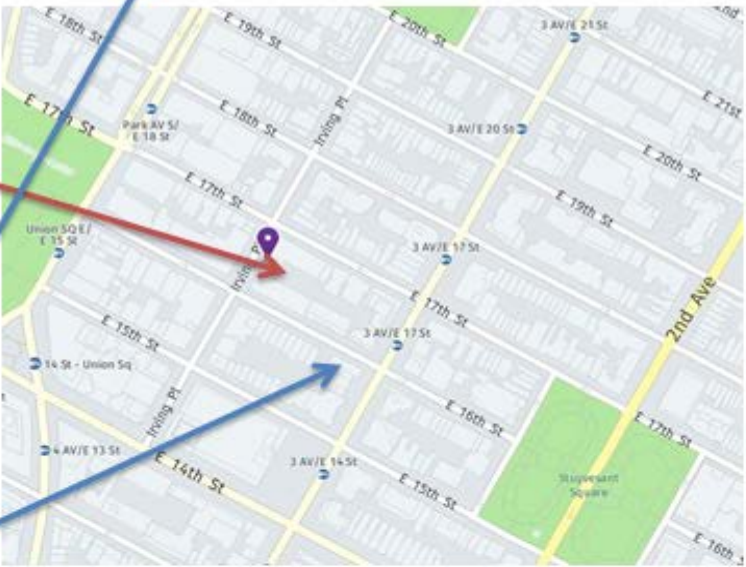 E 18th St
E 19th St
E 20th St
3 AV/E 21 St
E 21st
E 17th St
Park AV S/
E 18 St
E 18th St
Irving Pl
3 AV/E 20 St
E 20th St
E 17th St
E 19th St
Union SQ E/
E 15 St
3 AV/E 17 St
E 17th St
2nd Ave
3 AV/E 17 St
E 15th St
14 St - Union Sq
Irving Pl
E 16th St
E 17th St
4 AV/E 13 St
E 14th St
3 AV/E 14 St
E 15th St
Stuyvesant
Square
E 16th